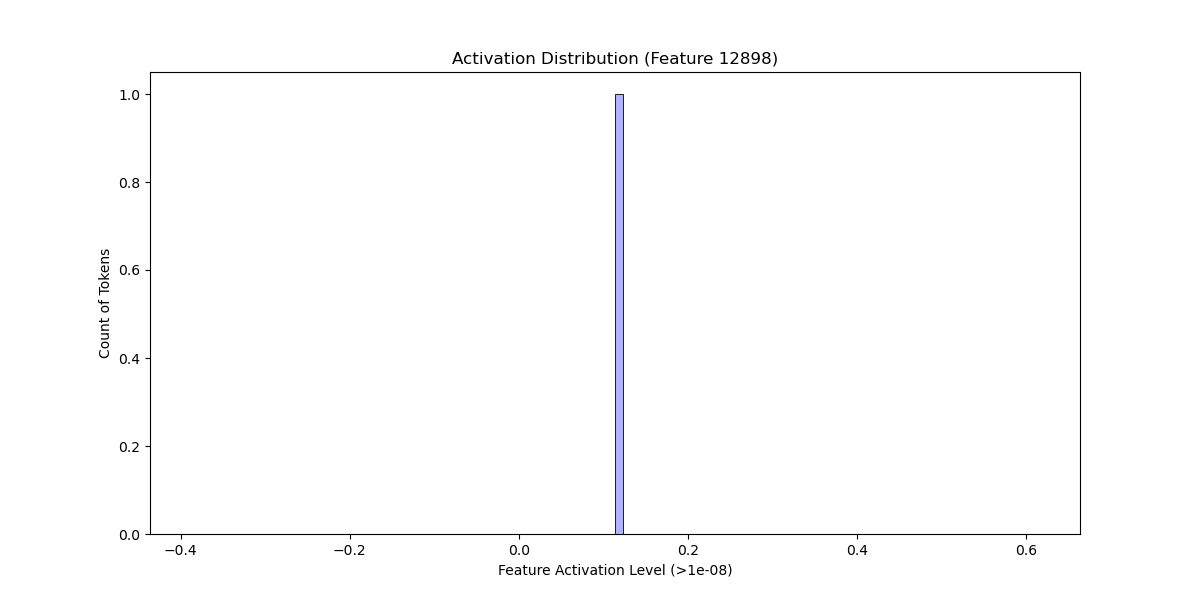 Activation Distribution (Feature 12898)
1.0
0.8
0.6
0.4
0.2
0.0
Count of Tokens
−0.4 −0.2 0.0 0.2 0.4 0.6
Feature Activation Level (>1e-08)